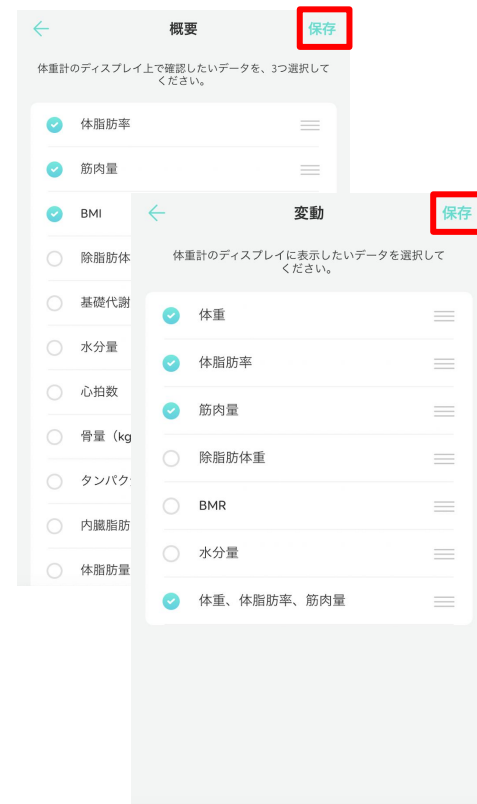 概要
保存
体重計のディスプレイ上で確認したいデータを、3つ選択して
ください。
体脂肪率
筋肉量
BMI
除脂肪体
基礎代謝
水分量
心拍数
骨量（kg
タンパク
内臓脂肪
体脂肪量
変動
保存
体重計のディスプレイに表示したいデータを選択して
ください。
体重
体脂肪率
筋肉量
除脂肪体重
BMR
水分量
体重、体脂肪率、筋肉量